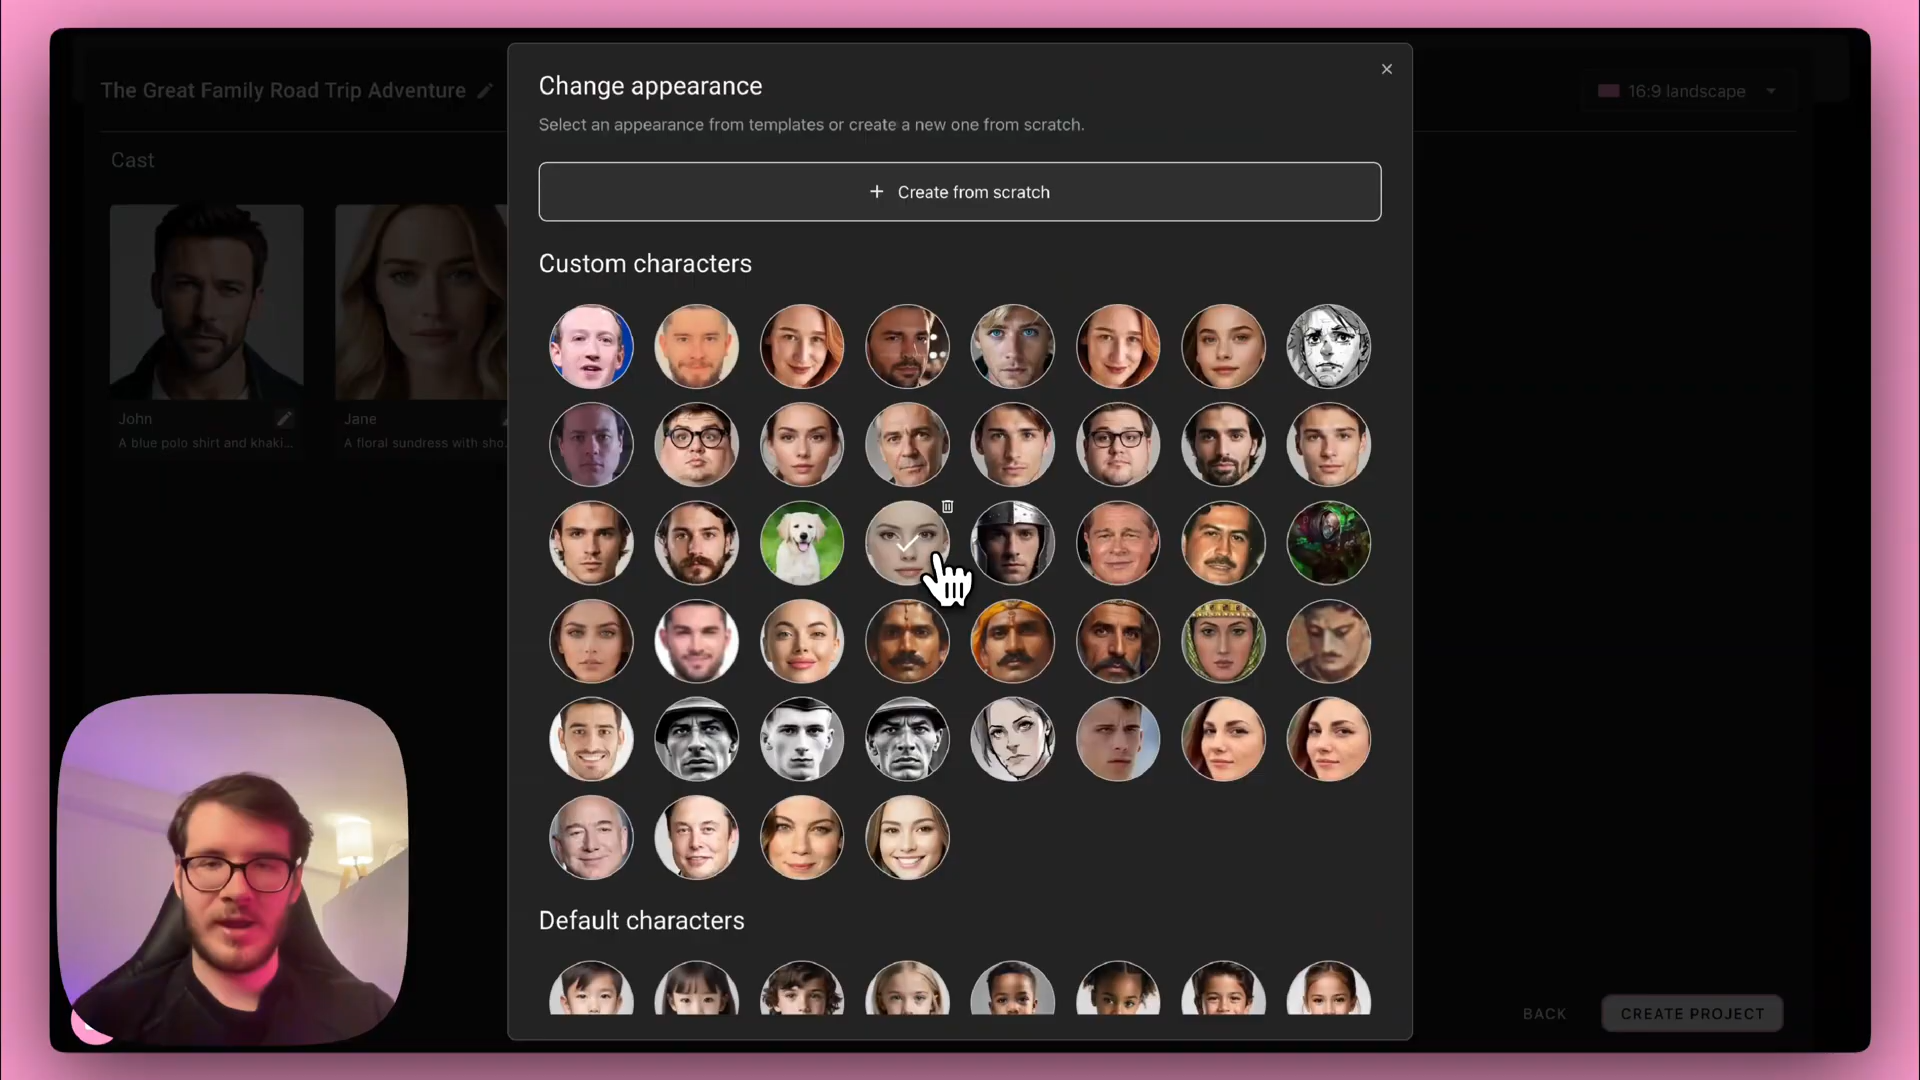 The Great Family Road Trip Adventure
16:9 landscape
Cast
John
A blue polo shirt and khaki...
Jane
A floral sundress with sho...
Change appearance
Select an appearance from templates or create a new one from scratch.
+ Create from scratch
Custom characters
Default characters
BACK
CREATE PROJECT